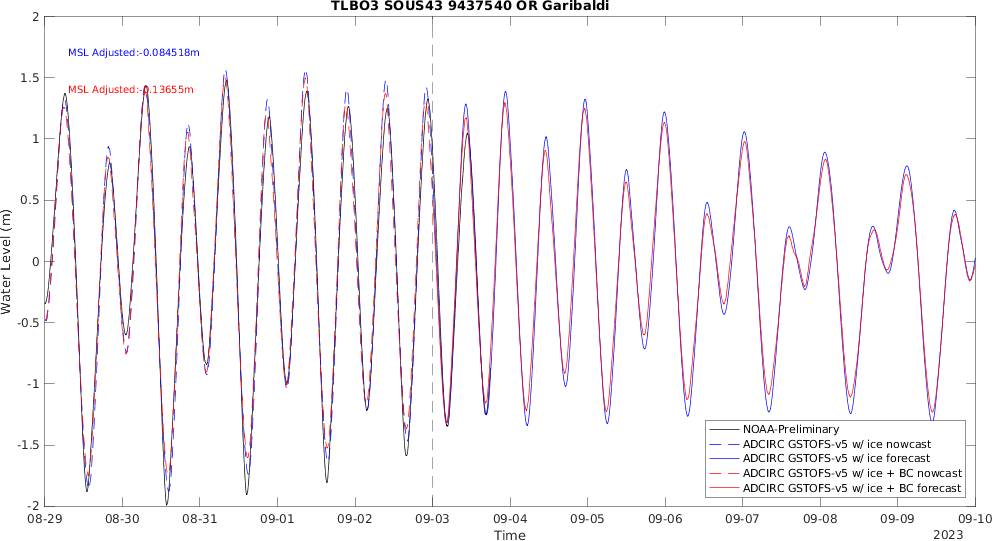 TLBO3 SOUS43 9437540 OR Garibaldi
MSL Adjusted:-0.084518m
MSL Adjusted:-0.13655m
2
1.5
1
0.5
0
-0.5
-1
-1.5
-2
Water Level (m)
08-29 08-30 08-31 09-01 09-02 09-03 09-04 09-05 09-06 09-07 09-08 09-09 09-10
Time
2023
NOAA-Preliminary
ADCIRC GSTOFS-v5 w/ ice nowcast
ADCIRC GSTOFS-v5 w/ ice forecast
ADCIRC GSTOFS-v5 w/ ice + BC nowcast
ADCIRC GSTOFS-v5 w/ ice + BC forecast